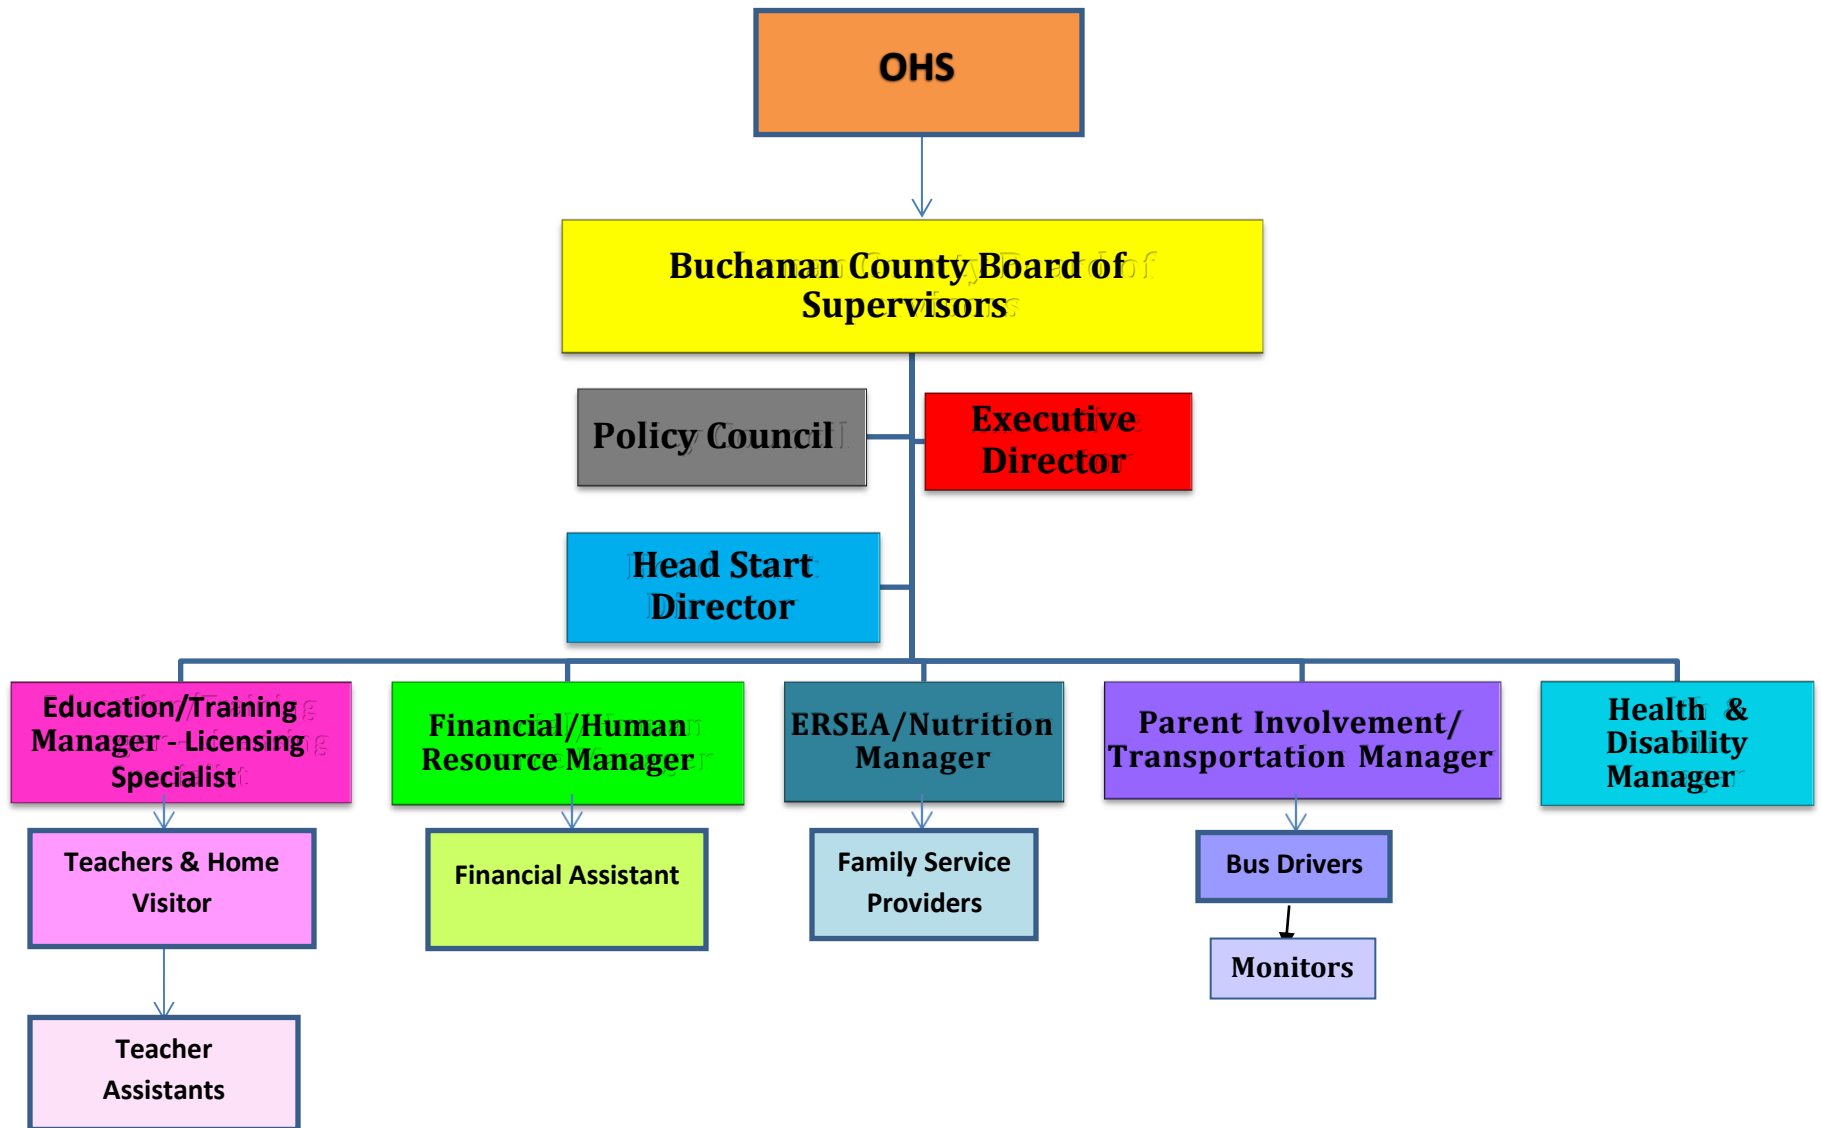 OHS
Buchanan County Board of
Supervisors
Policy Council
Executive
Director
Head Start
Director
Education/Training
Manager - Licensing
Specialist
Financial/Human
Resource Manager
ERSEA/Nutrition
Manager
Parent Involvement/
Transportation Manager
Health & 
Disability
Manager
Teachers & Home
Visitor
Financial Assistant
Family Service
Providers
Bus Drivers
Monitors
Teacher
Assistants